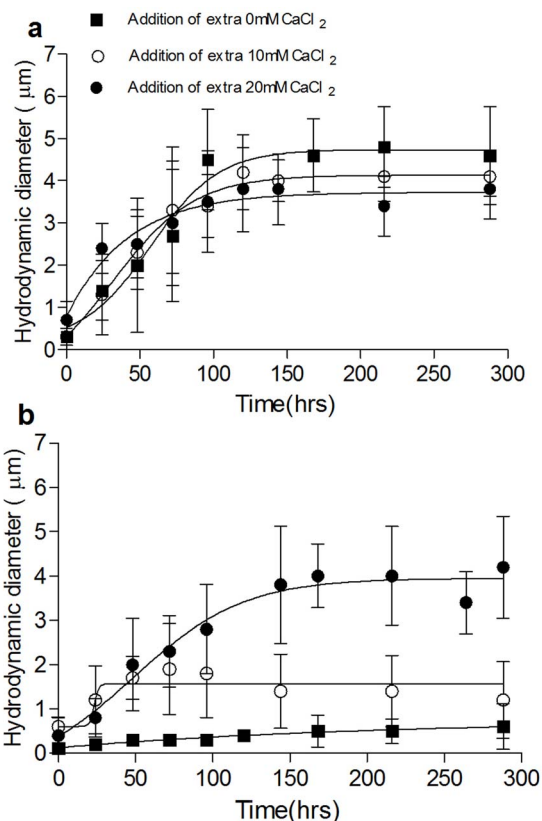 Addition of extra 0mM CaCl 2
a
Addition of extra 10mM CaCl 2
Addition of extra 20mM CaCl 2
7
6
5
4
3
2
1
0
Hydrodynamic diameter ( μm)
0 50 100 150 200 250 300
Time(hrs)
b
7
6
5
4
3
2
1
0
Hydrodynamic diameter ( μm)
0 50 100 150 200 250 300
Time(hrs)